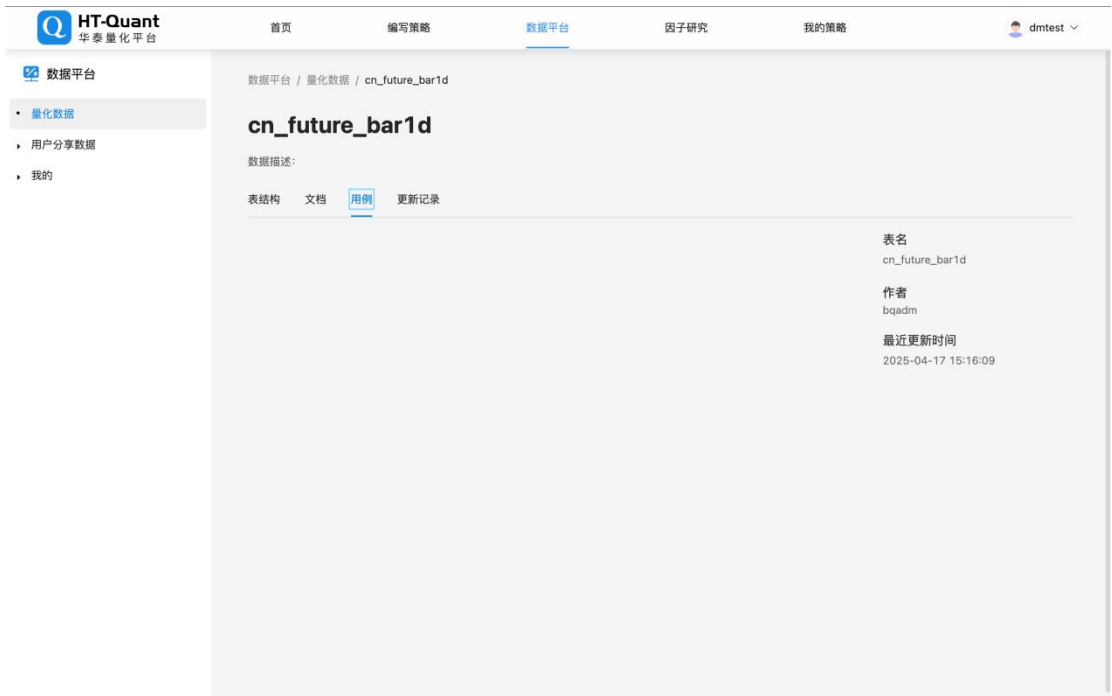 HT-Quant
华泰量化平台
首页 编写策略 数据平台 因子研究 我的策略 dmtest
数据平台
量化数据
用户分享数据
我的
数据平台 / 量化数据 / cn_future_bar1d
cn_future_bar1d
数据描述:
表结构 文档 用例 更新记录
表名
cn_future_bar1d
作者
bqadm
最近更新时间
2025-04-17 15:16:09